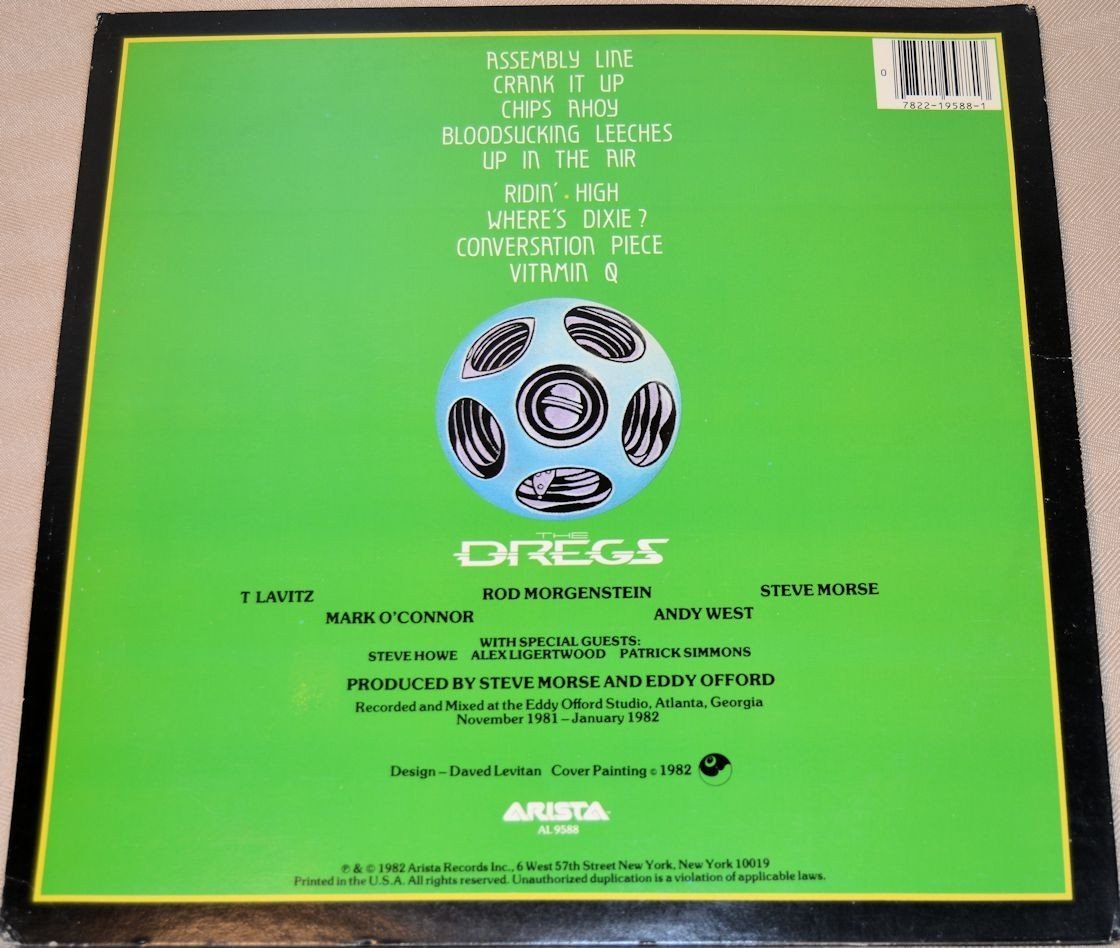 ASSEMBLY LINE
CRANK IT UP
CHIPS AHOY
BLOODSUCKING LEECHES
UP IN THE AIR
RIDIN' HIGH
WHERE'S DIXIE?
CONVERSATION PIECE
VITAMIN Q
0 7822-19588-1
THE
DREGS
T LAVITZ ROD MORGENSTEIN STEVE MORSE
MARK O'CONNOR ANDY WEST
WITH SPECIAL GUESTS:
STEVE HOWE ALEX LIGERTWOOD PATRICK SIMMONS
PRODUCED BY STEVE MORSE AND EDDY OFFORD
Recorded and Mixed at the Eddy Offord Studio, Atlanta, Georgia
November 1981 – January 1982
Design – Daved Levitan Cover Painting © 1982
ARISTA
AL 9588
℗ & © 1982 Arista Records Inc., 6 West 57th Street New York, New York 10019
Printed in the U.S.A. All rights reserved. Unauthorized duplication is a violation of applicable laws.